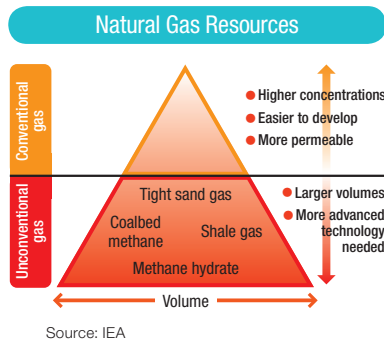 Natural Gas Resources
Conventional
gas
Higher concentrations
Easier to develop
More permeable
Unconventional
gas
Tight sand gas
Coalbed
methane
Shale gas
Methane hydrate
Larger volumes
More advanced
technology
needed
Volume
Source: IEA